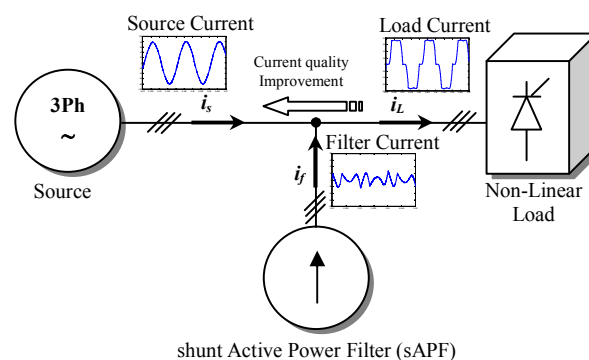 Source Current
Load Current
Current quality
Improvement
3Ph
~
is
iL
Filter Current
if
Source
Non-Linear
Load
shunt Active Power Filter (sAPF)